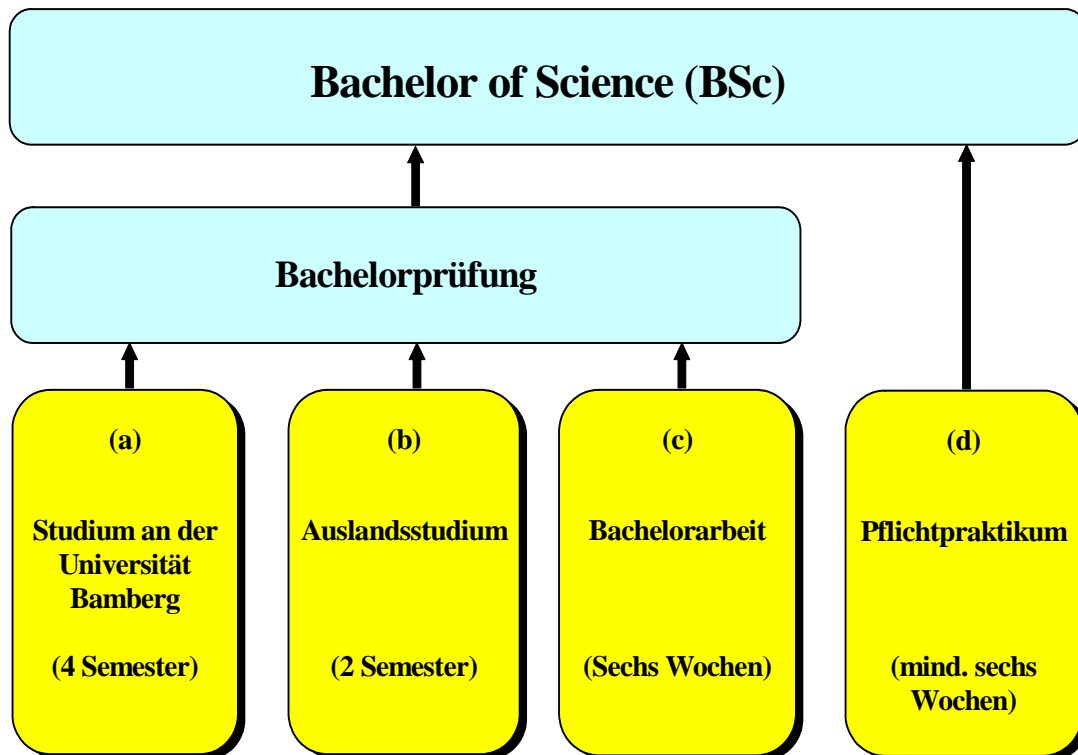 Bachelor of Science (BSc)
Bachelorprüfung
(a)
Studium an der
Universität
Bamberg
(4 Semester)
(b)
Auslandsstudium
(2 Semester)
(c)
Bachelorarbeit
(Sechs Wochen)
(d)
Pflichtpraktikum
(mind. sechs
Wochen)